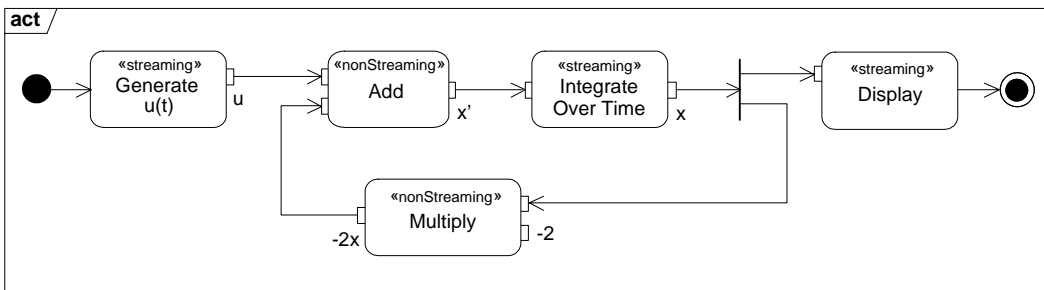 act
«streaming»
Generate
u(t)
u
«nonStreaming»
Add
x’
«streaming»
Integrate
Over Time
x
«streaming»
Display
«nonStreaming»
Multiply
-2x
-2